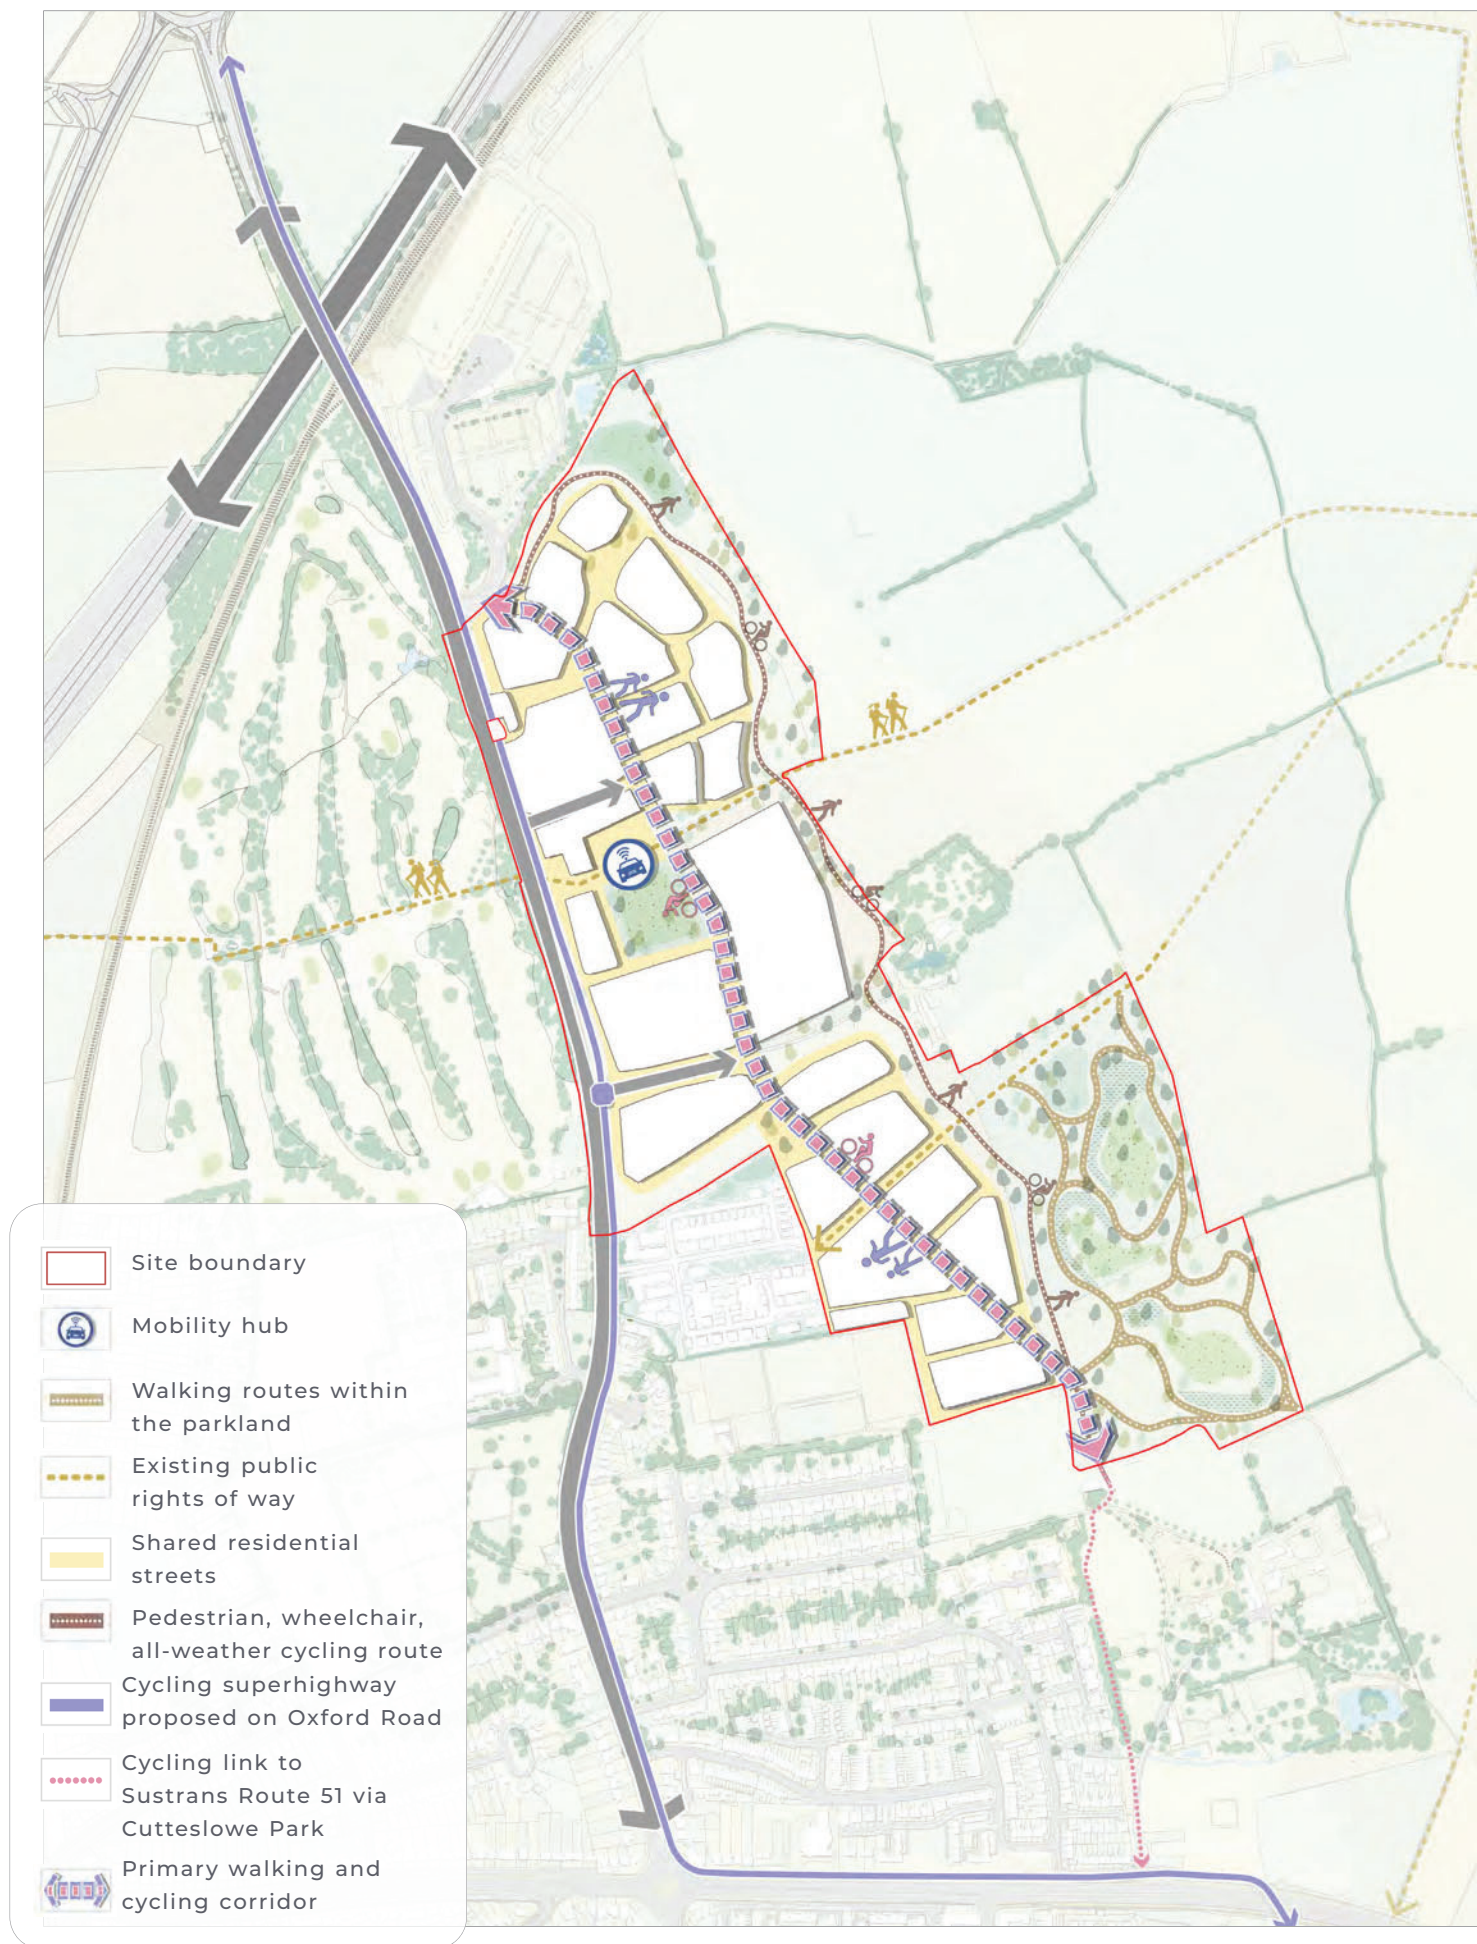 Site boundary
Mobility hub
Walking routes within
the parkland
Existing public
rights of way
Shared residential
streets
Pedestrian, wheelchair,
all-weather cycling route
Cycling superhighway
proposed on Oxford Road
Cycling link to
Sustrans Route 51 via
Cutteslowe Park
Primary walking and
cycling corridor